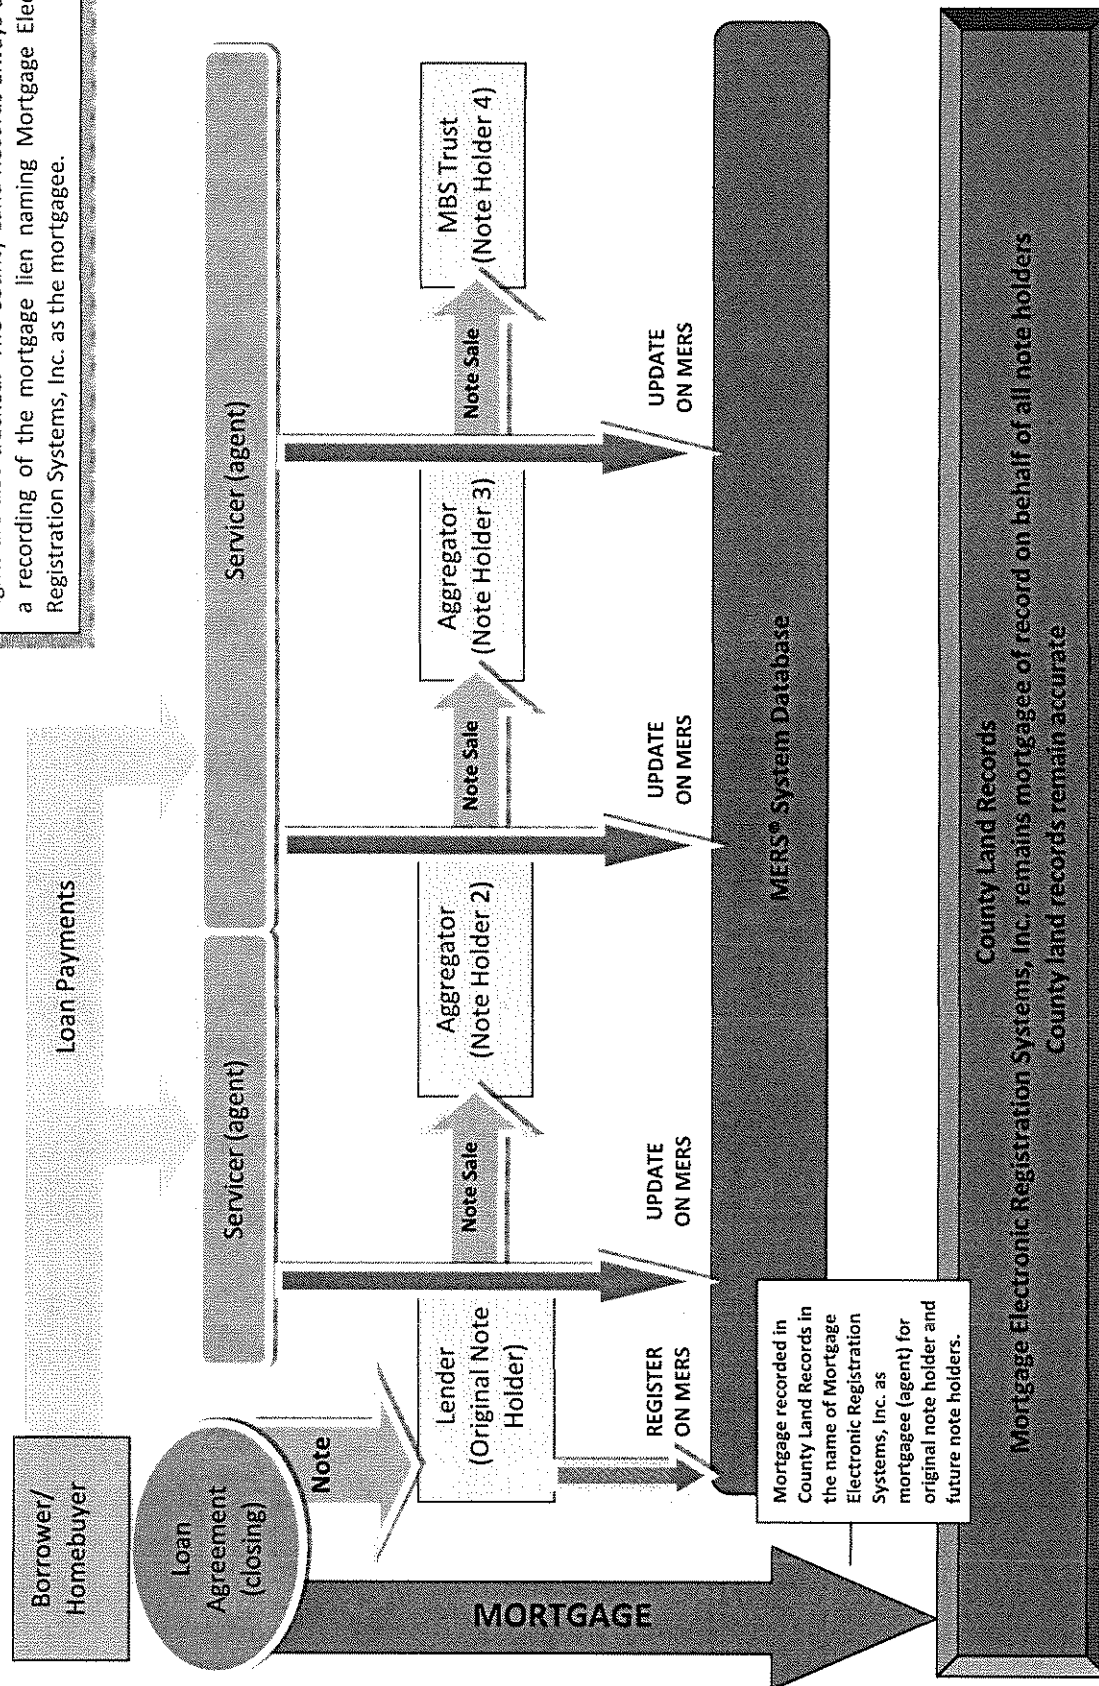 a recording of the mortgage lien naming Mortgage
Registration Systems, Inc. as the mortgagee.
Borrower/
Homebuyer
Loan Payments
Loan
Agreement
(closing)
Servicer (agent)
Servicer (agent)
Note
Lender
(Original Note
Holder)
Note Sale
Aggregator
(Note Holder 2)
Note Sale
Aggregator
(Note Holder 3)
Note Sale
MBS Trust
(Note Holder 4)
REGISTER
ON MERS
UPDATE
ON MERS
UPDATE
ON MERS
UPDATE
ON MERS
MORTGAGE
MERS® System Database
Mortgage recorded in
County Land Records in
the name of Mortgage
Electronic Registration
Systems, Inc. as
mortgagee (agent) for
original note holder and
future note holders.
County Land Records
Mortgage Electronic Registration Systems, Inc. remains mortgagee of record on behalf of all note holders
County land records remain accurate